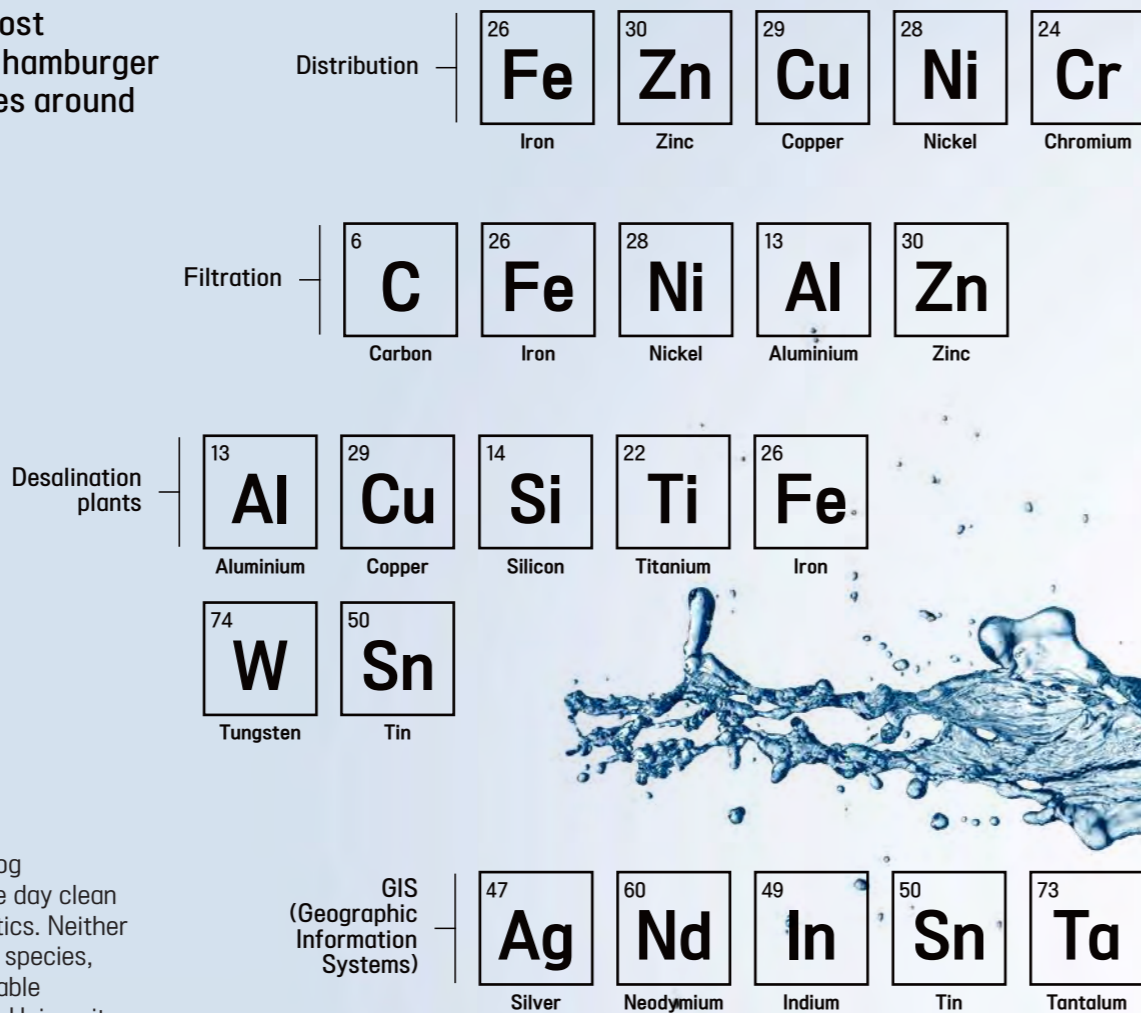 ost
hamburger
es around
Distribution
26
Fe
Iron
30
Zn
Zinc
29
Cu
Copper
28
Ni
Nickel
24
Cr
Chromium
Filtration
6
C
Carbon
26
Fe
Iron
28
Ni
Nickel
13
Al
Aluminium
30
Zn
Zinc
Desalination
plants
13
Al
Aluminium
29
Cu
Copper
14
Si
Silicon
22
Ti
Titanium
26
Fe
Iron
74
W
Tungsten
50
Sn
Tin
og
e day clean
tics. Neither
species,
able
GIS
(Geographic
Information
Systems)
47
Ag
Silver
60
Nd
Neodymium
49
In
Indium
50
Sn
Tin
73
Ta
Tantalum